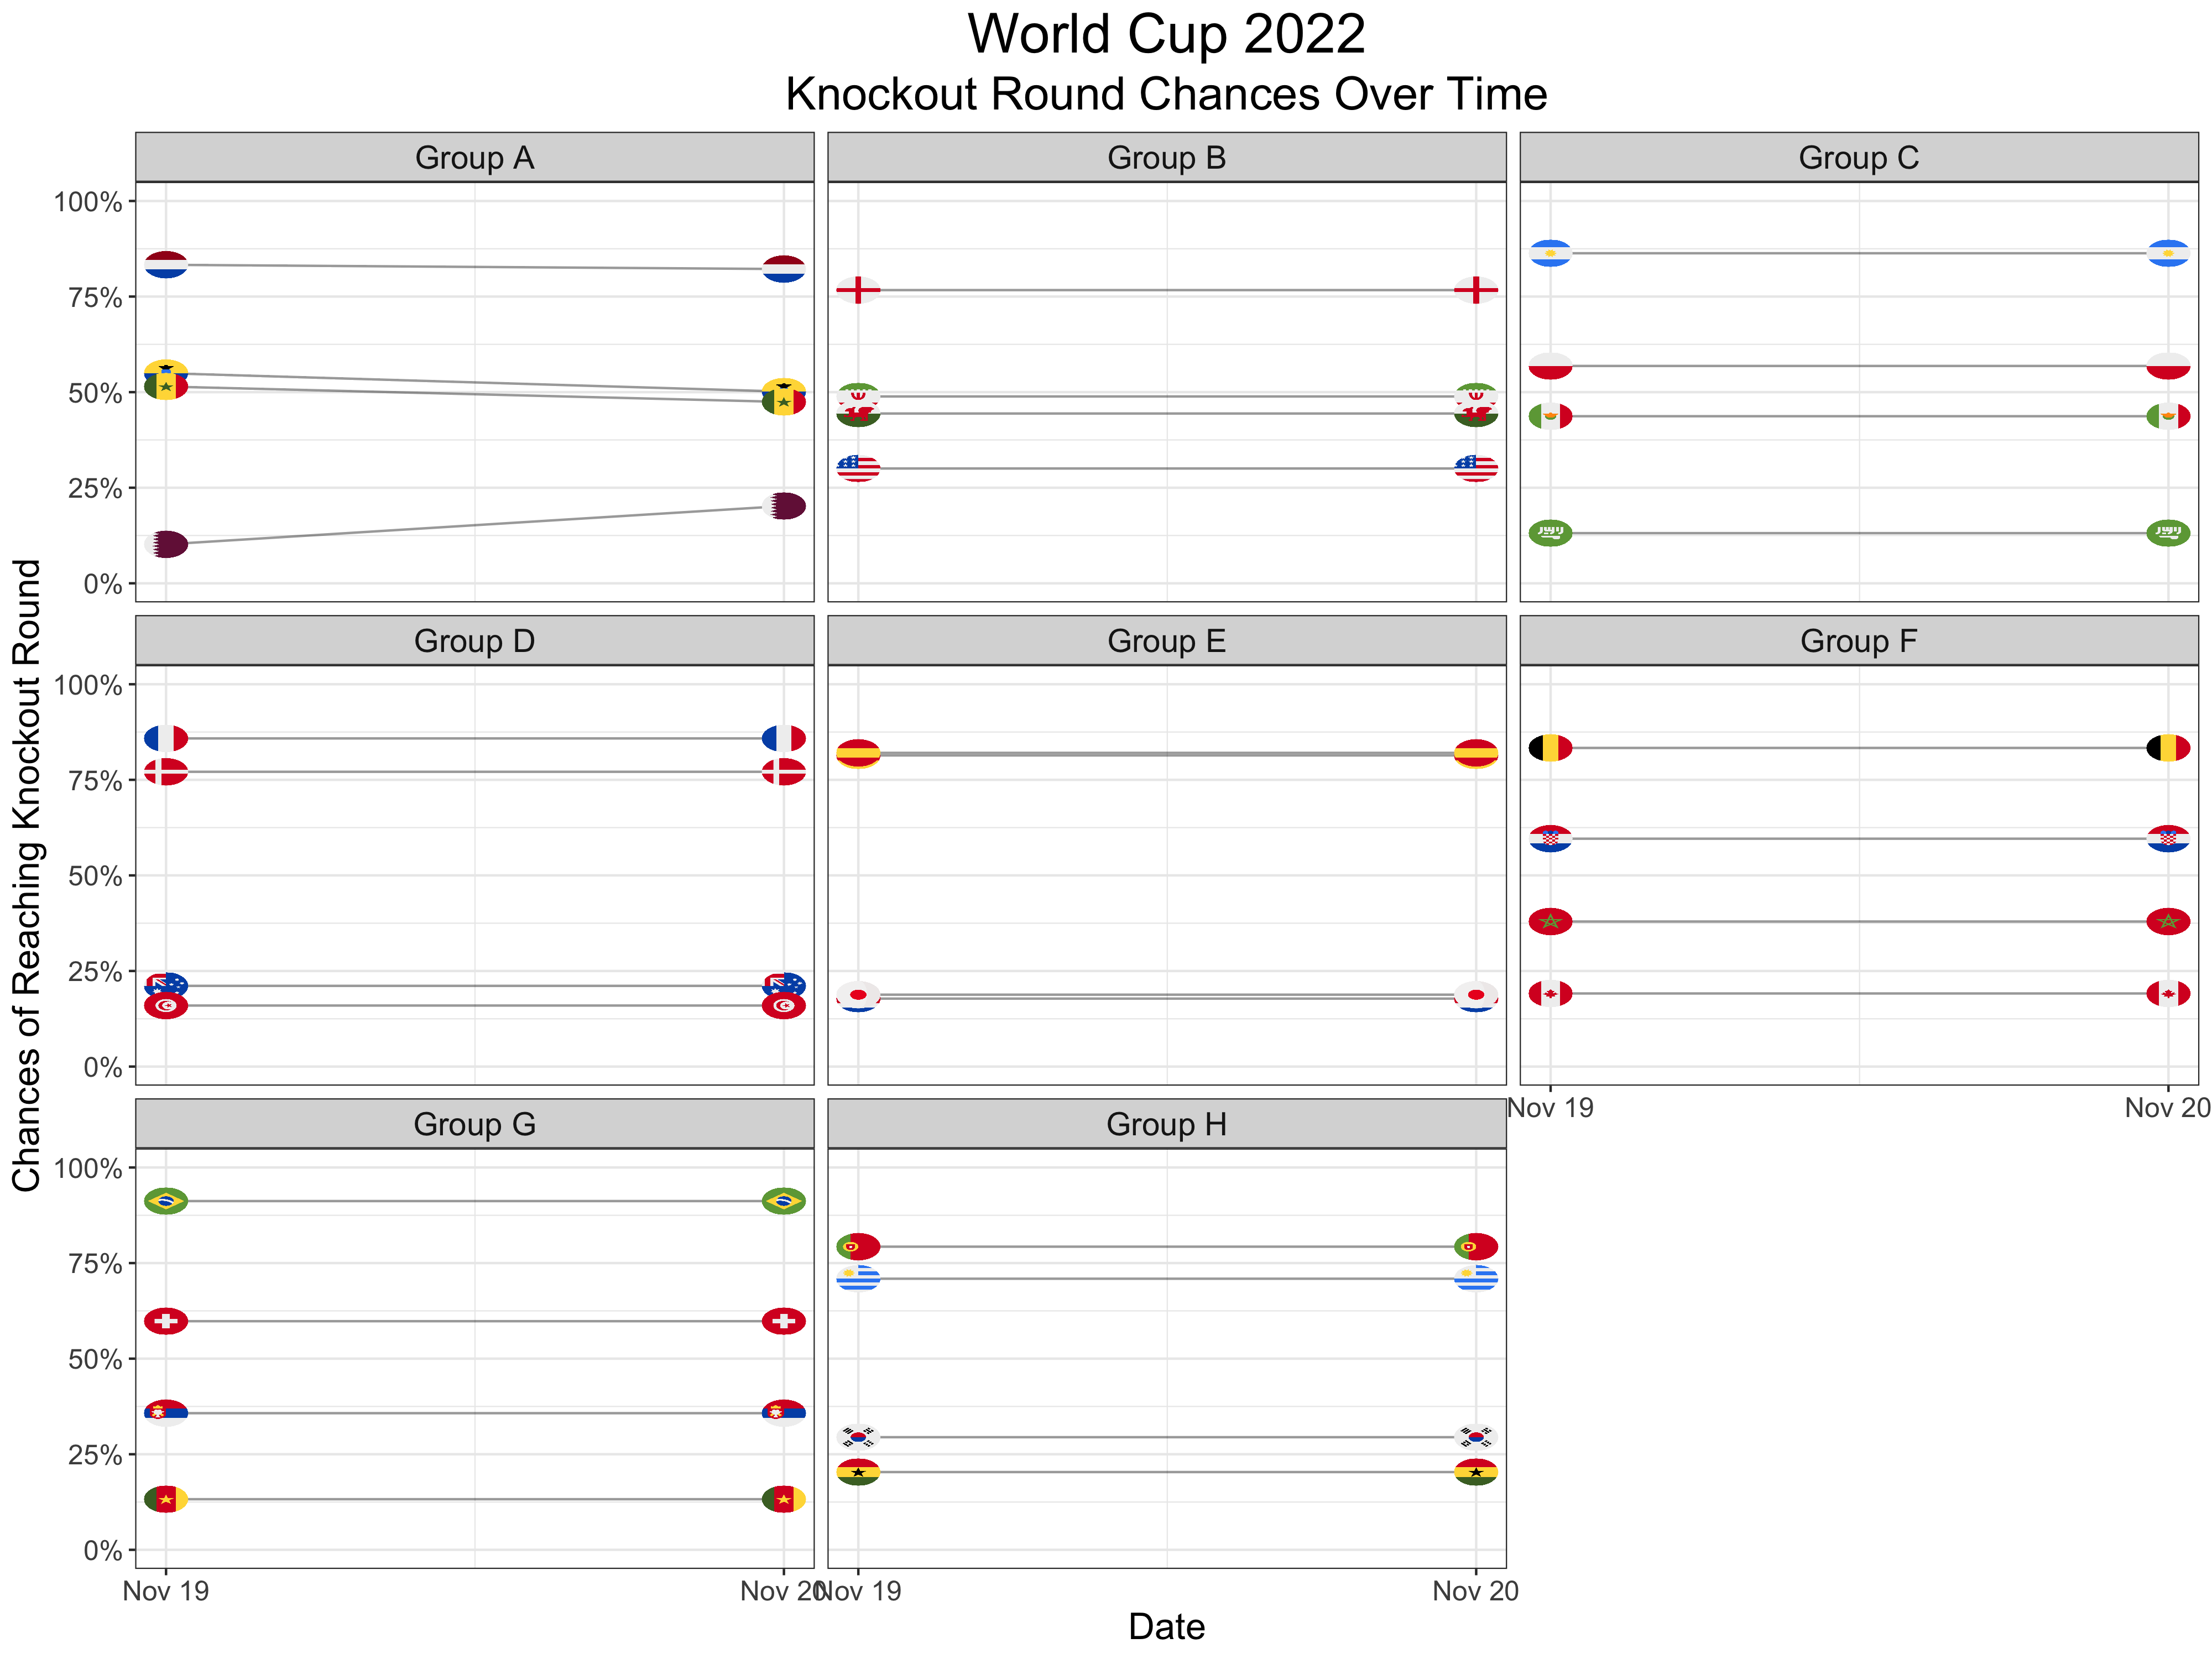 World Cup 2022
Knockout Round Chances Over Time
Chances of Reaching Knockout Round
Group A
Group B
Group C
100%
75%
50%
25%
0%
Group D
Group E
Group F
100%
75%
50%
25%
0%
Nov 19
Nov 20
Group G
Group H
100%
75%
50%
25%
0%
Nov 19
Nov 20
Nov 19
Nov 20
Date